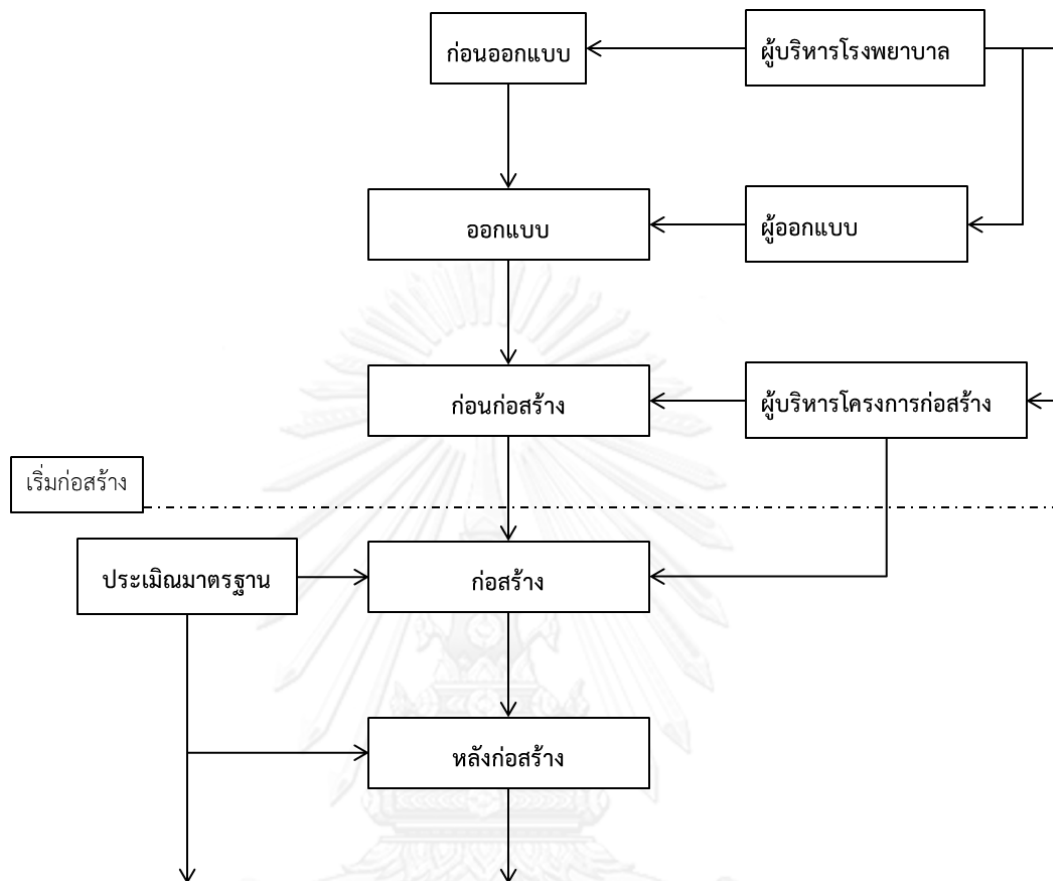 ก่อนออกแบบ
ผู้บริหารโรงพยาบาล
ออกแบบ
ผู้ออกแบบ
ก่อนก่อสร้าง
ผู้บริหารโครงการก่อสร้าง
เริ่มก่อสร้าง
ประเมิณมาตรฐาน
ก่อสร้าง
หลังก่อสร้าง